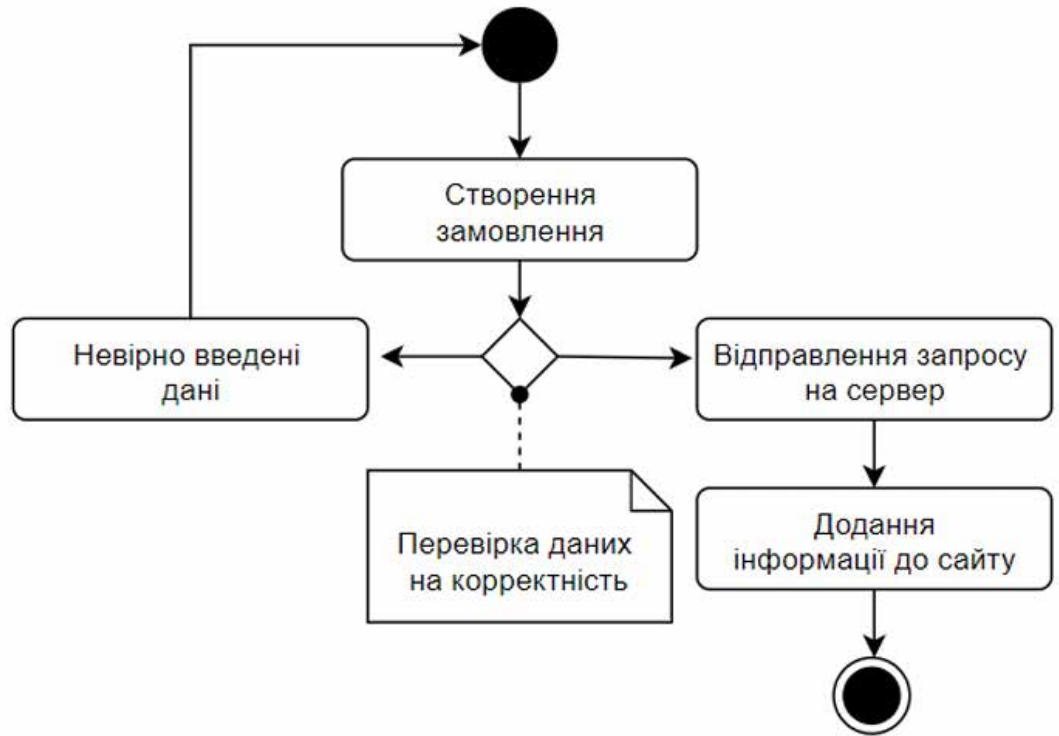 Створення
замовлення
Невірно введені
дані
Відправлення запросу
на сервер
Перевірка даних
на корректність
Додання
інформації до сайту